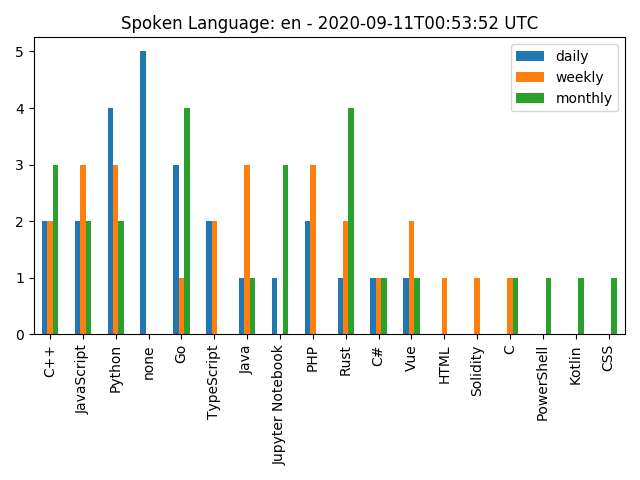 Spoken Language: en - 2020-09-11T00:53:52 UTC
daily
weekly
monthly
5
4
3
2
1
0
C++
JavaScript
Python
none
Go
TypeScript
Java
Jupyter Notebook
PHP
Rust
C#
Vue
HTML
Solidity
C
PowerShell
Kotlin
CSS